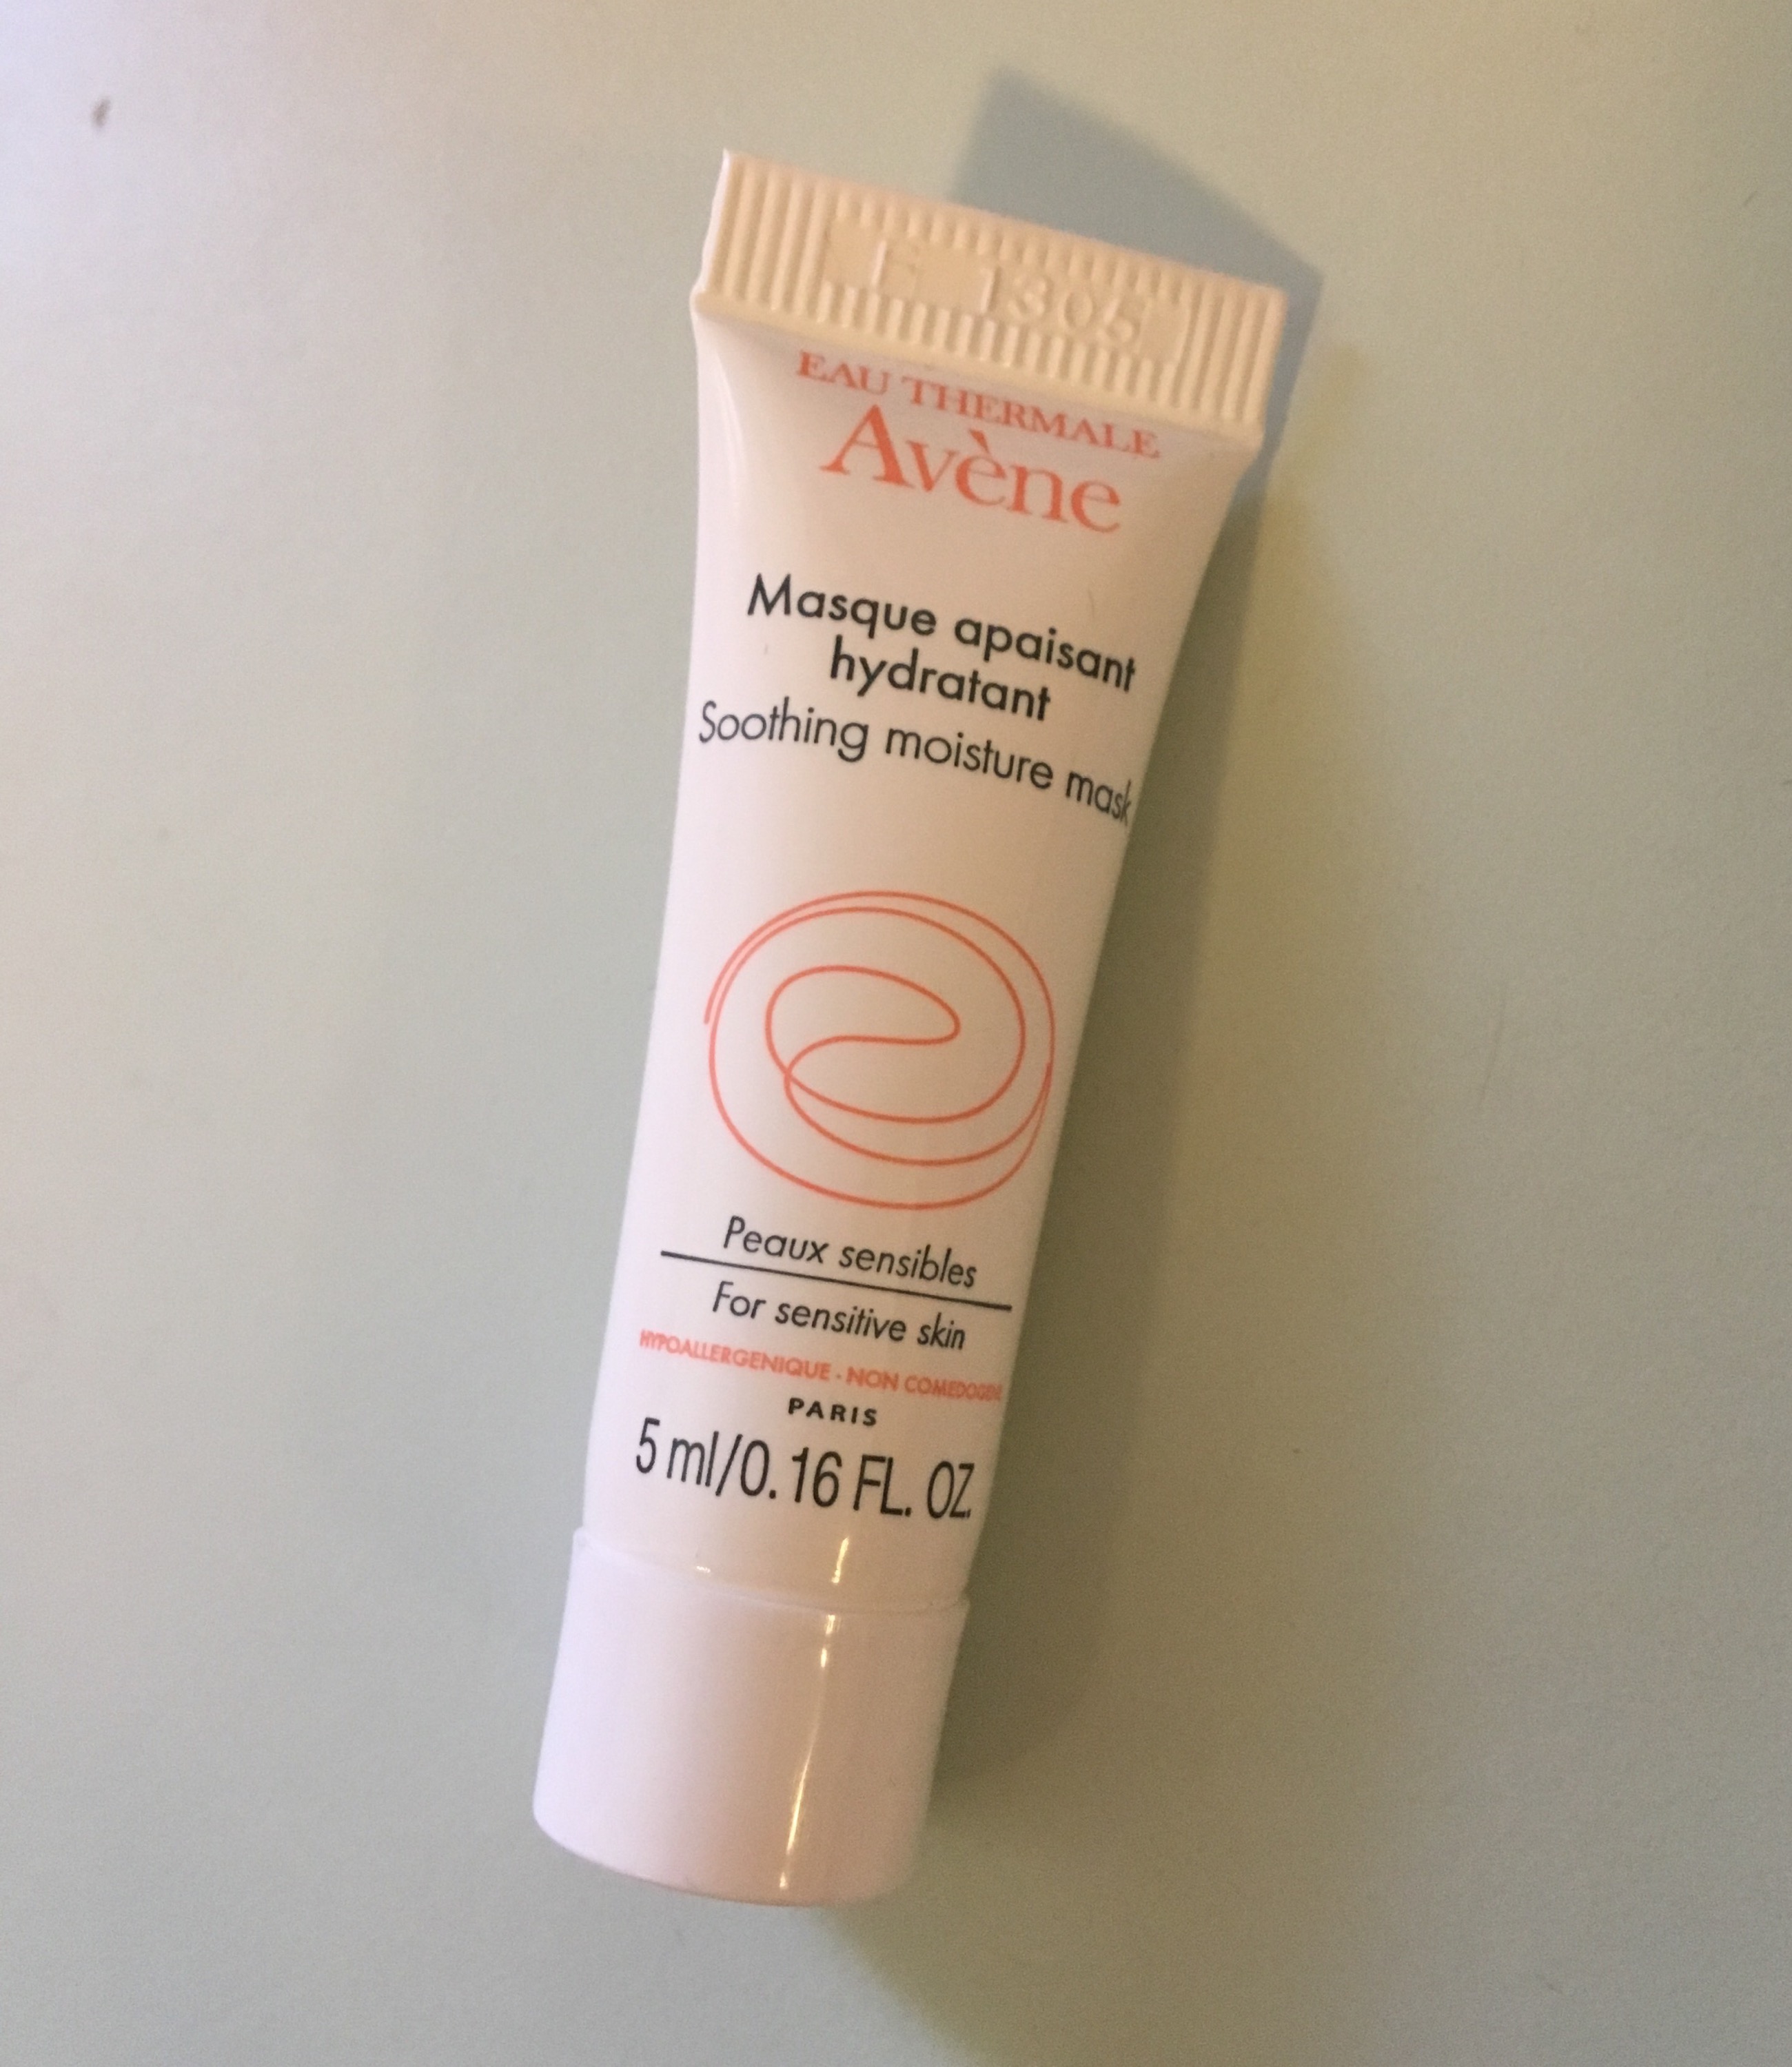 F 1305
EAU THERMALE
Avène
Masque apaisant
hydratant
Soothing moisture mask
Peaux sensibles
For sensitive skin
HYPOALLERGENIQUE - NON
PARIS
5 ml/0.16 FL. OZ.